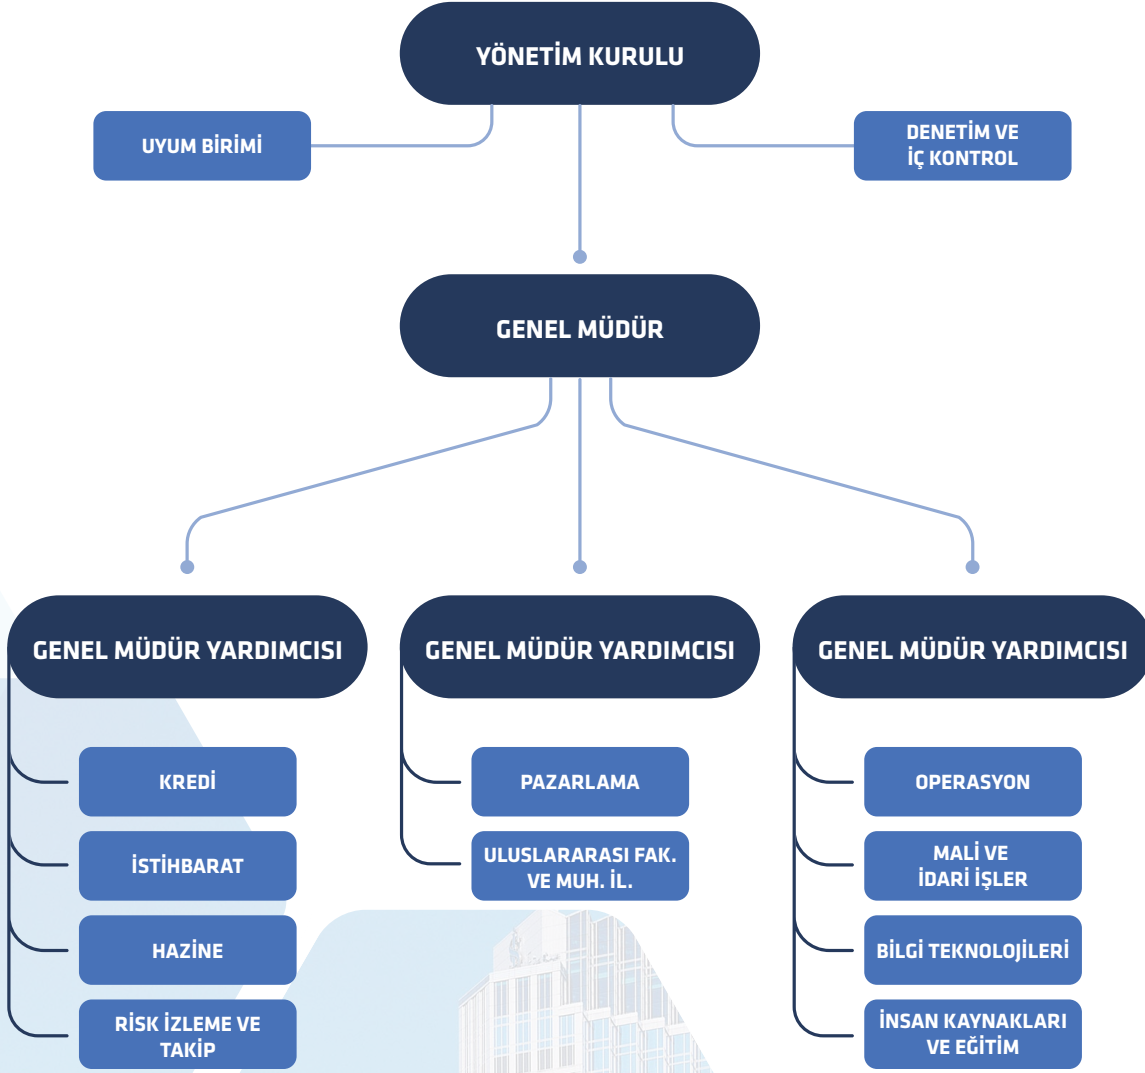 YÖNETİM KURULU
UYUM BİRİMİ
DENETİM VE
İÇ KONTROL
GENEL MÜDÜR
GENEL MÜDÜR YARDIMCISI
KREDİ
İSTİHBARAT
HAZİNE
RİSK İZLEME VE
TAKİP
GENEL MÜDÜR YARDIMCISI
PAZARLAMA
ULUSLARARASI FAK.
VE MUH. İL.
GENEL MÜDÜR YARDIMCISI
OPERASYON
MALİ VE
İDARİ İŞLER
BİLGİ TEKNOLOJİLERİ
İNSAN KAYNAKLARI
VE EĞİTİM